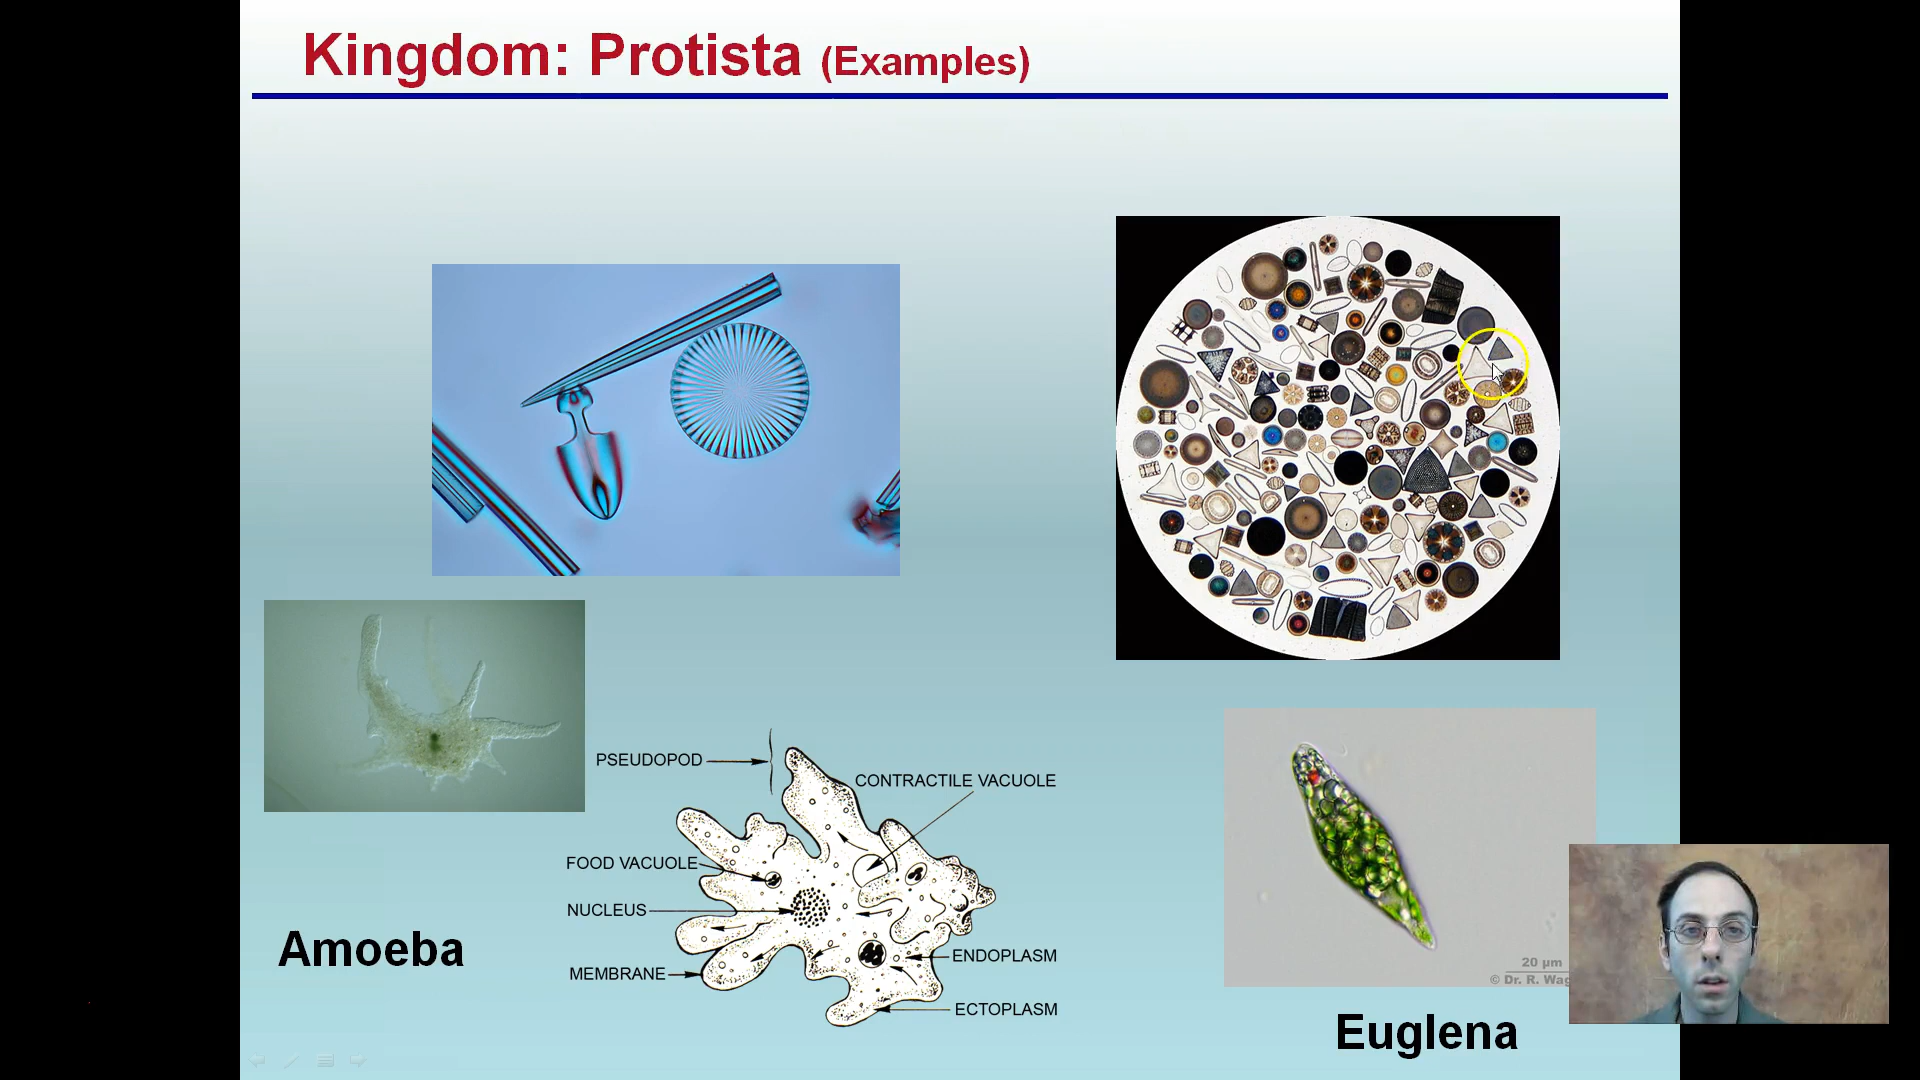 Kingdom: Protista (Examples)
PSEUDOPOD
CONTRACTILE VACUOLE
FOOD VACUOLE
NUCLEUS
ENDOPLASM
MEMBRANE
ECTOPLASM
Amoeba
20 µm
© Dr. R. Wag
Euglena